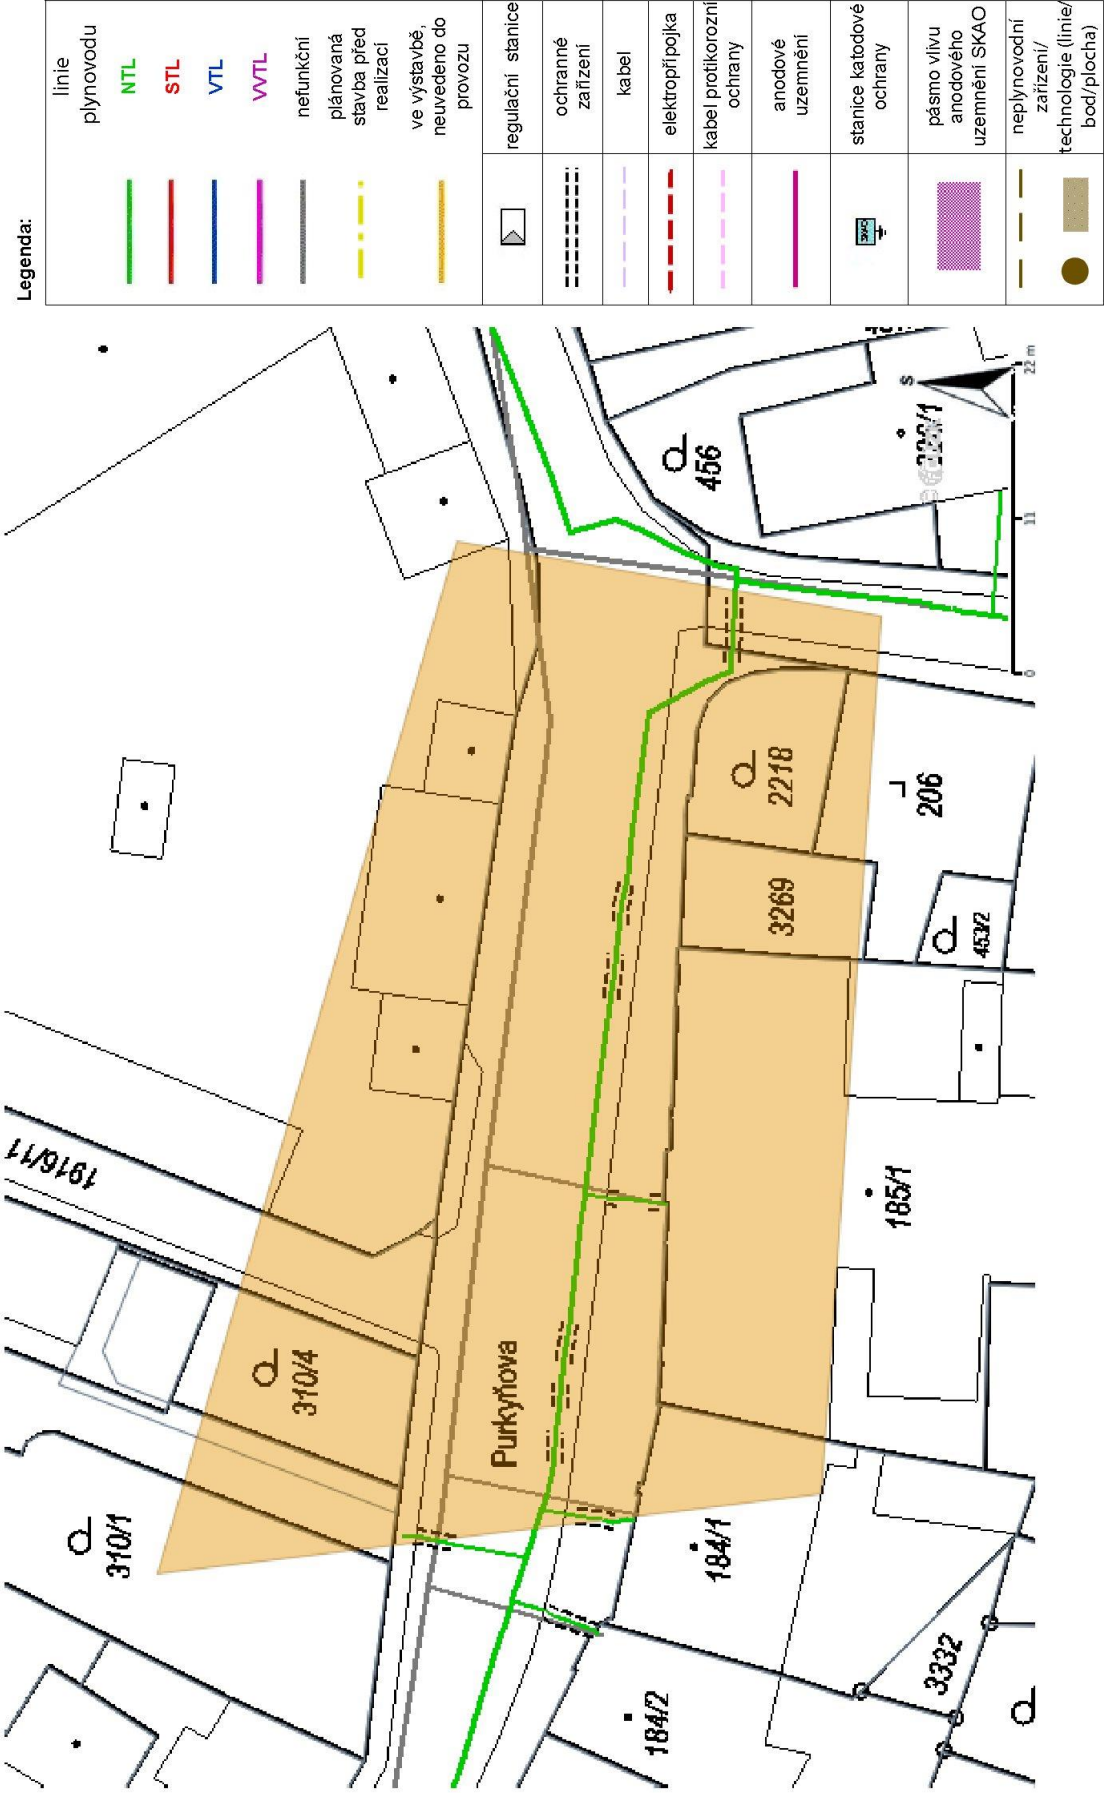 Legenda:
linie
plynovodu
NTL
STL
VTL
VVTL
nefunkční
plánovaná
stavba před
realizací
ve výstavbě,
neuvedeno do
provozu
regulační stanice
ochranné
zařízení
kabel
elektropřípojka
kabel protikorozní
ochrany
anodové
uzemnění
stanice katodové
ochrany
SKAO
pásmo vlivu
anodového
uzemnění SKAO
neplynovodní
zařízení/
technologie (linie/
bod/plocha)
1916/11
310/4
310/1
Purkyňova
456
2218
3269
206
453/2
185/1
184/1
184/2
3332
S
0
11
22 m